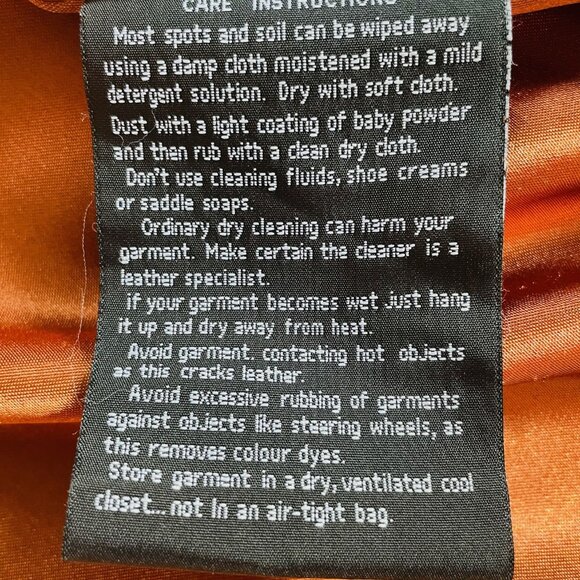 CARE INSTRUCTIONS
Most spots and soil can be wiped away
using a damp cloth moistened with a mild
detergent solution. Dry with soft cloth.
Dust with a light coating of baby powder
and then rub with a clean dry cloth.
Don't use cleaning fluids, shoe creams
or saddle soaps.
Ordinary dry cleaning can harm your
garment. Make certain the cleaner is a
leather specialist.
if your garment becomes wet Just hang
it up and dry away from heat.
Avoid garment. contacting hot objects
as this cracks leather.
Avoid excessive rubbing of garments
against objects like steering wheels, as
this removes colour dyes.
Store garment in a dry, ventilated cool
closet... not In an air-tight bag.